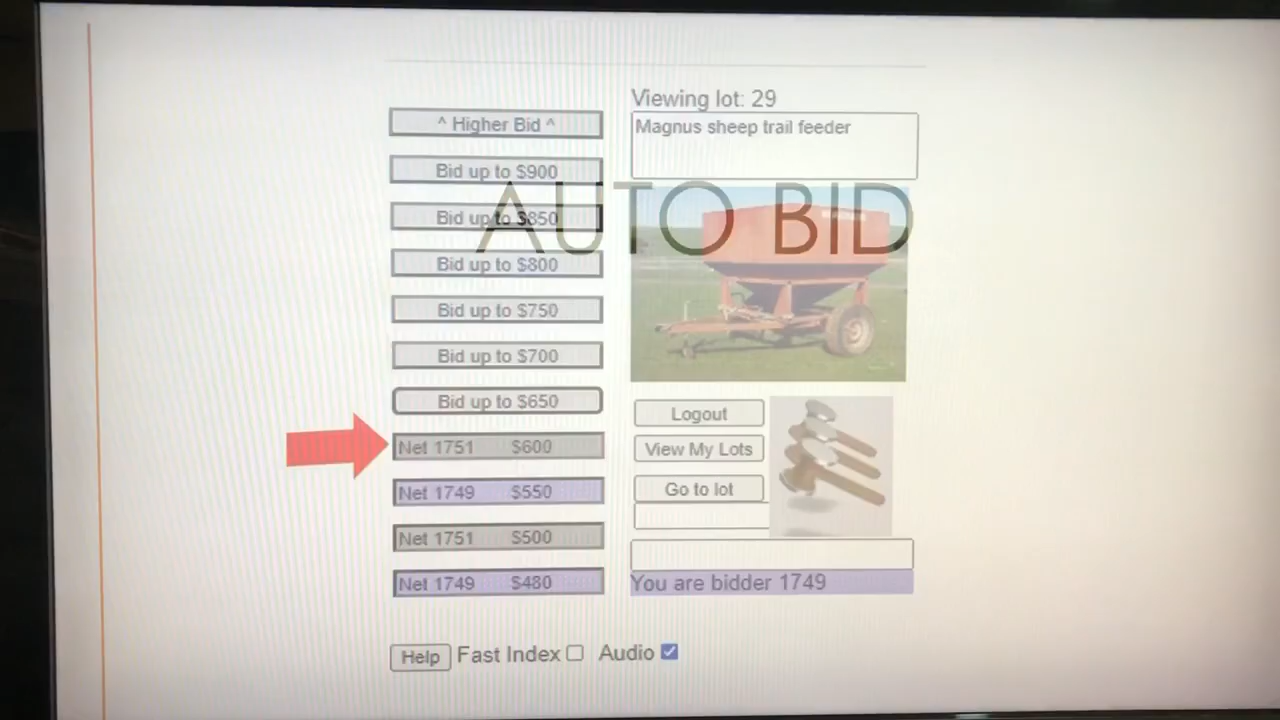 Viewing lot: 29
^ Higher Bid ^
Magnus sheep trail feeder
Bid up to $900
AUTO BID
Bid up to $850
Bid up to $800
Bid up to $750
Bid up to $700
Bid up to $650
Logout
Net 1751 $600
View My Lots
Net 1749 $550
Go to lot
Net 1751 $500
Net 1749 $480
You are bidder 1749
Help Fast Index Audio